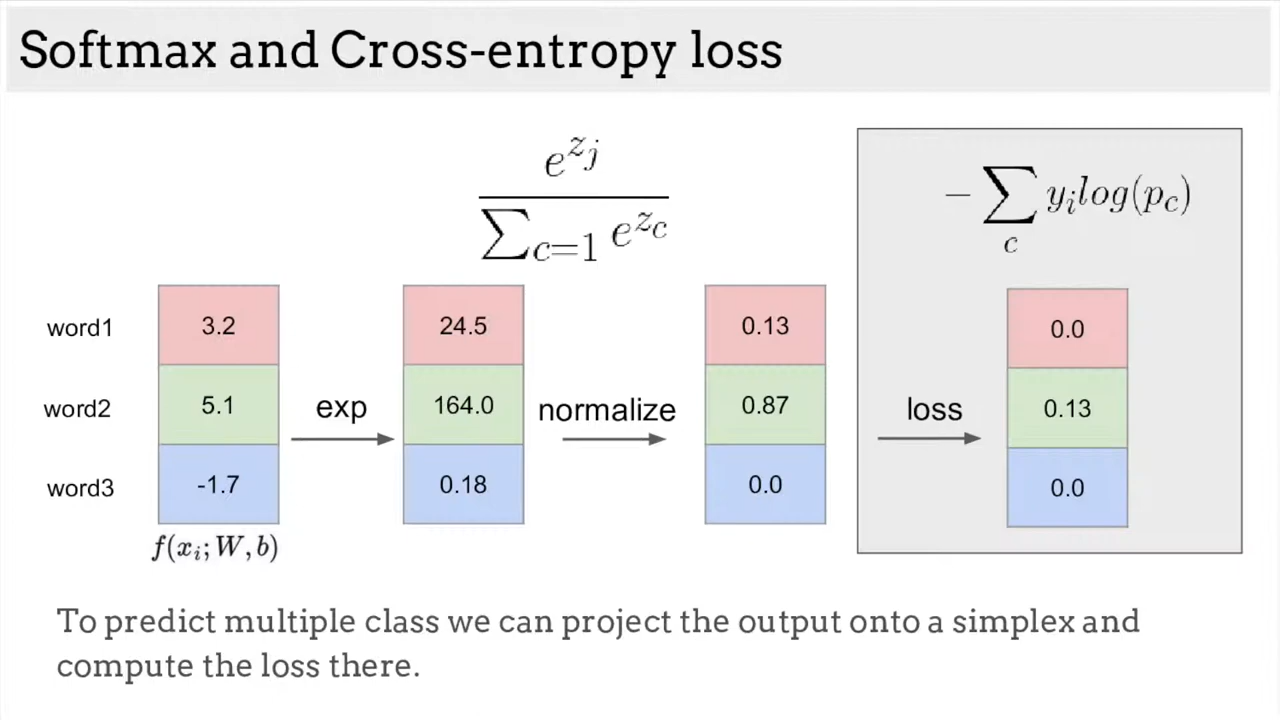 Softmax and Cross-entropy loss
e^{z_j}
∑_{c=1} e^{z_c}
− ∑_c y_i log(p_c)
word1 3.2 24.5 0.13 0.0
word2 5.1 exp 164.0 normalize 0.87 loss 0.13
word3 -1.7 0.18 0.0 0.0
f(x_i; W, b)
To predict multiple class we can project the output onto a simplex and
compute the loss there.